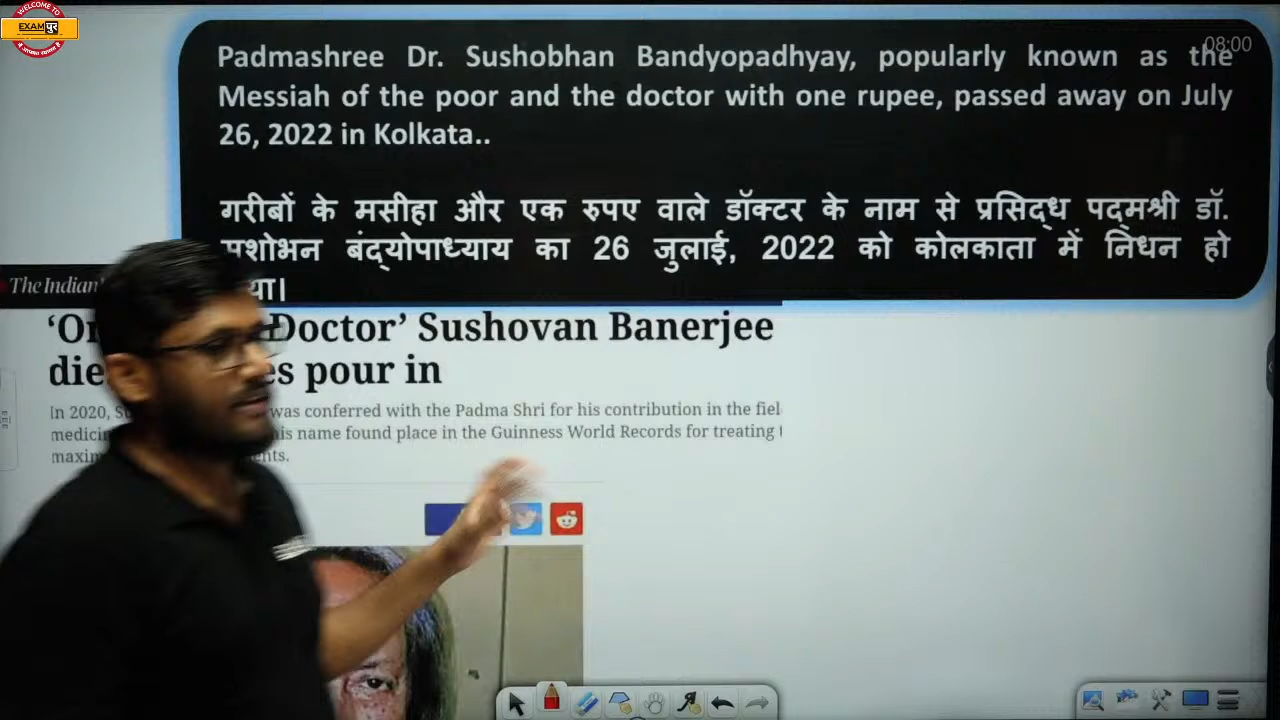 WELCOME TO
EXAMपुर
08:00
Padmashree Dr. Sushobhan Bandyopadhyay, popularly known as the
Messiah of the poor and the doctor with one rupee, passed away on July
26, 2022 in Kolkata..
गरीबों के मसीहा और एक रुपए वाले डॉक्टर के नाम से प्रसिद्ध पद्मश्री डॉ.
बंद्योपाध्याय का 26 जुलाई, 2022 को कोलकाता में निधन हो
The Indian
Doctor’ Sushovan Banerjee
pour in
In 2020, was conferred with the Padma Shri for his contribution in the
name found place in the Guinness World Records for treating